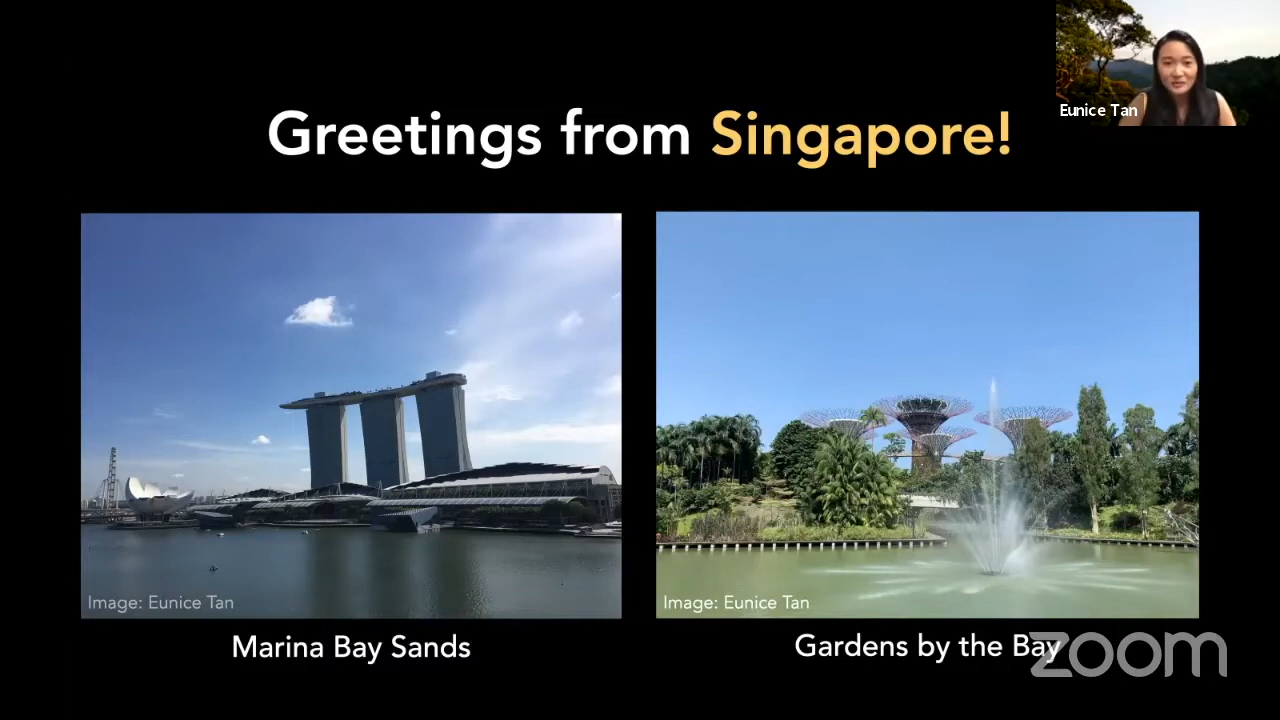 Eunice Tan
Greetings from Singapore!
Image: Eunice Tan
Image: Eunice Tan
Marina Bay Sands
Gardens by the Bay
zoom